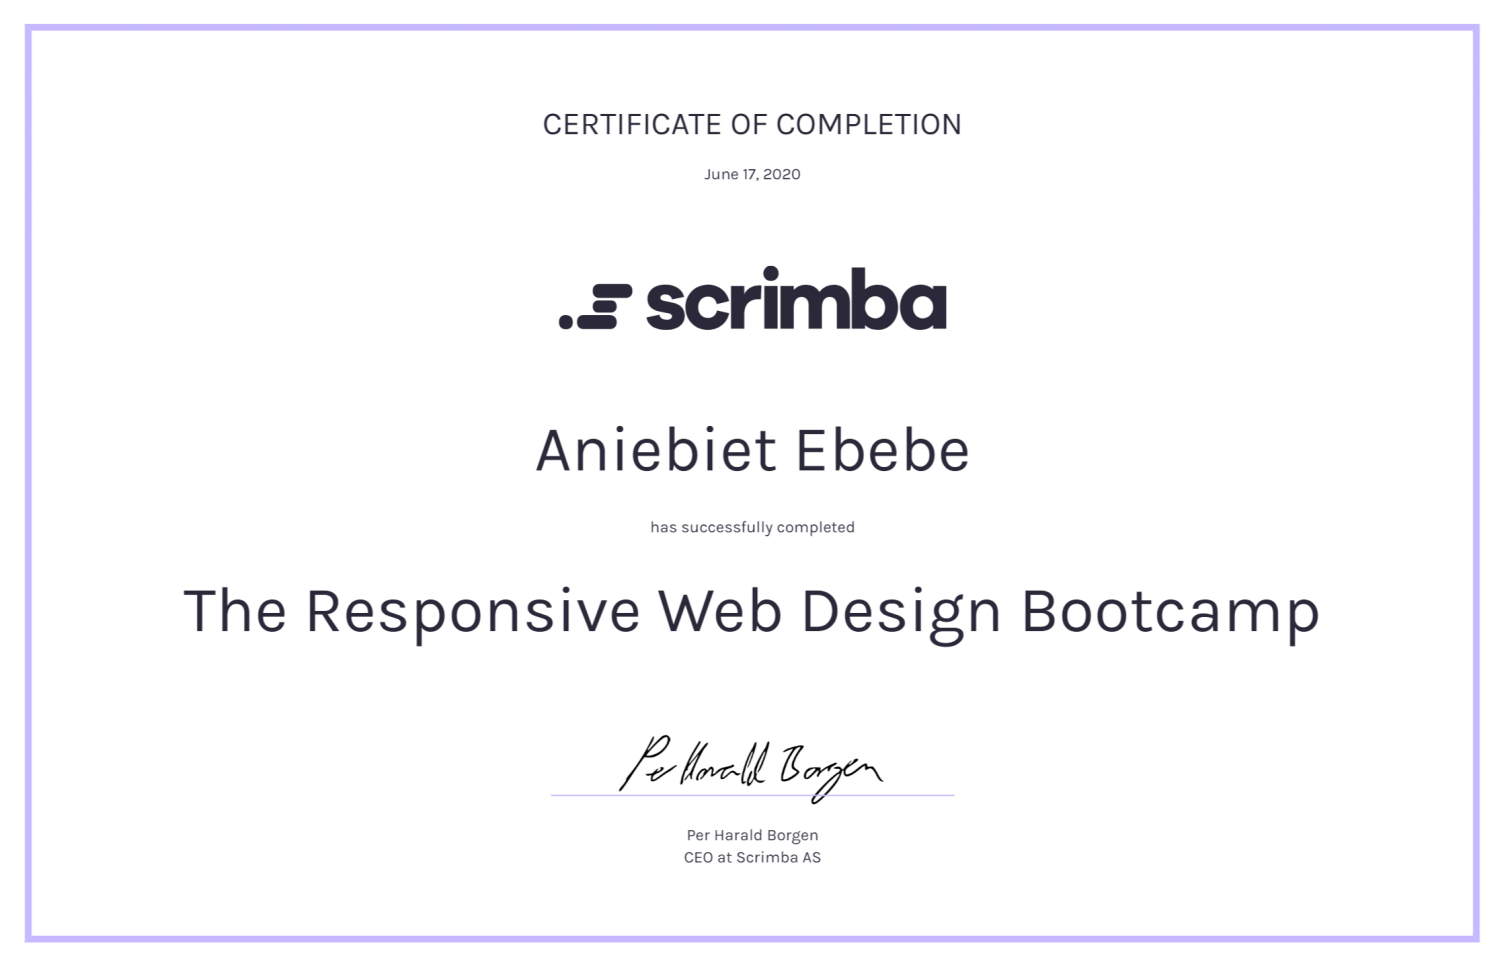 CERTIFICATE OF COMPLETION
June 17, 2020
scrimba
Aniebiet Ebebe
has successfully completed
The Responsive Web Design Bootcamp
Per Harald Borgen
Per Harald Borgen
CEO at Scrimba AS